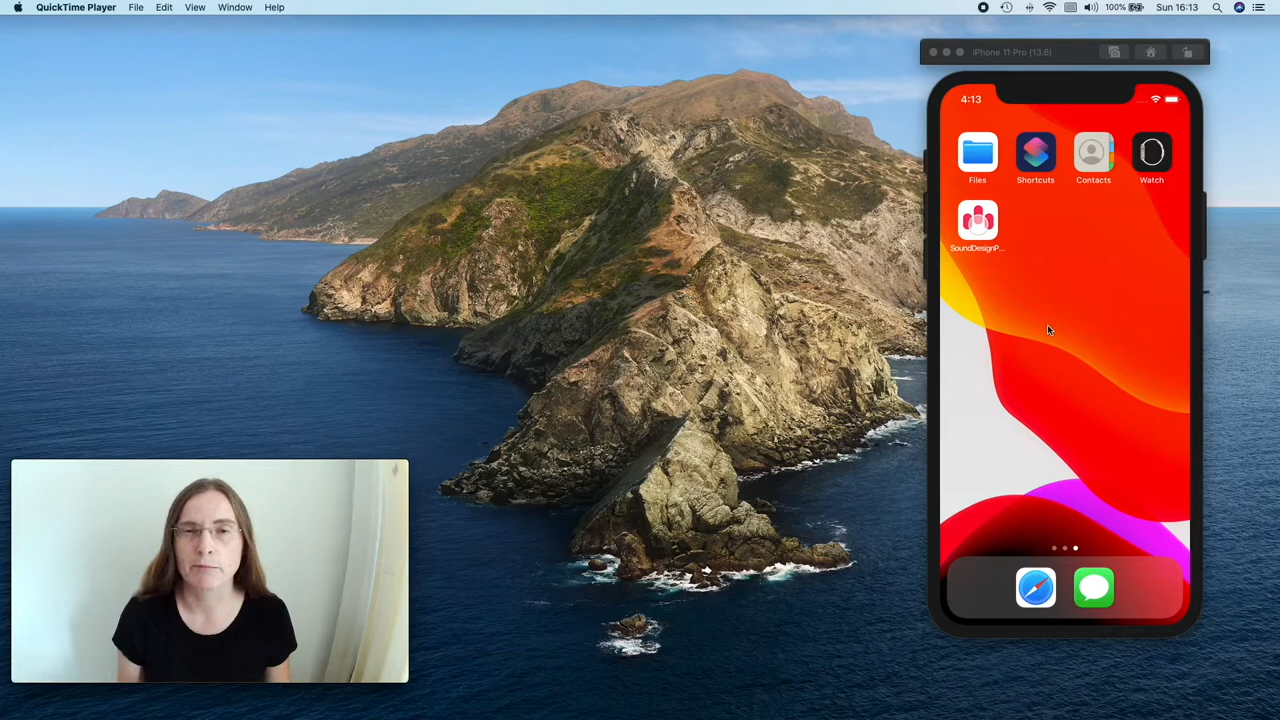 QuickTime Player File Edit View Window Help 100% Sun 16:13
iPhone 11 Pro (13.6)
4:13
Files Shortcuts Contacts Watch
SoundDesignP...